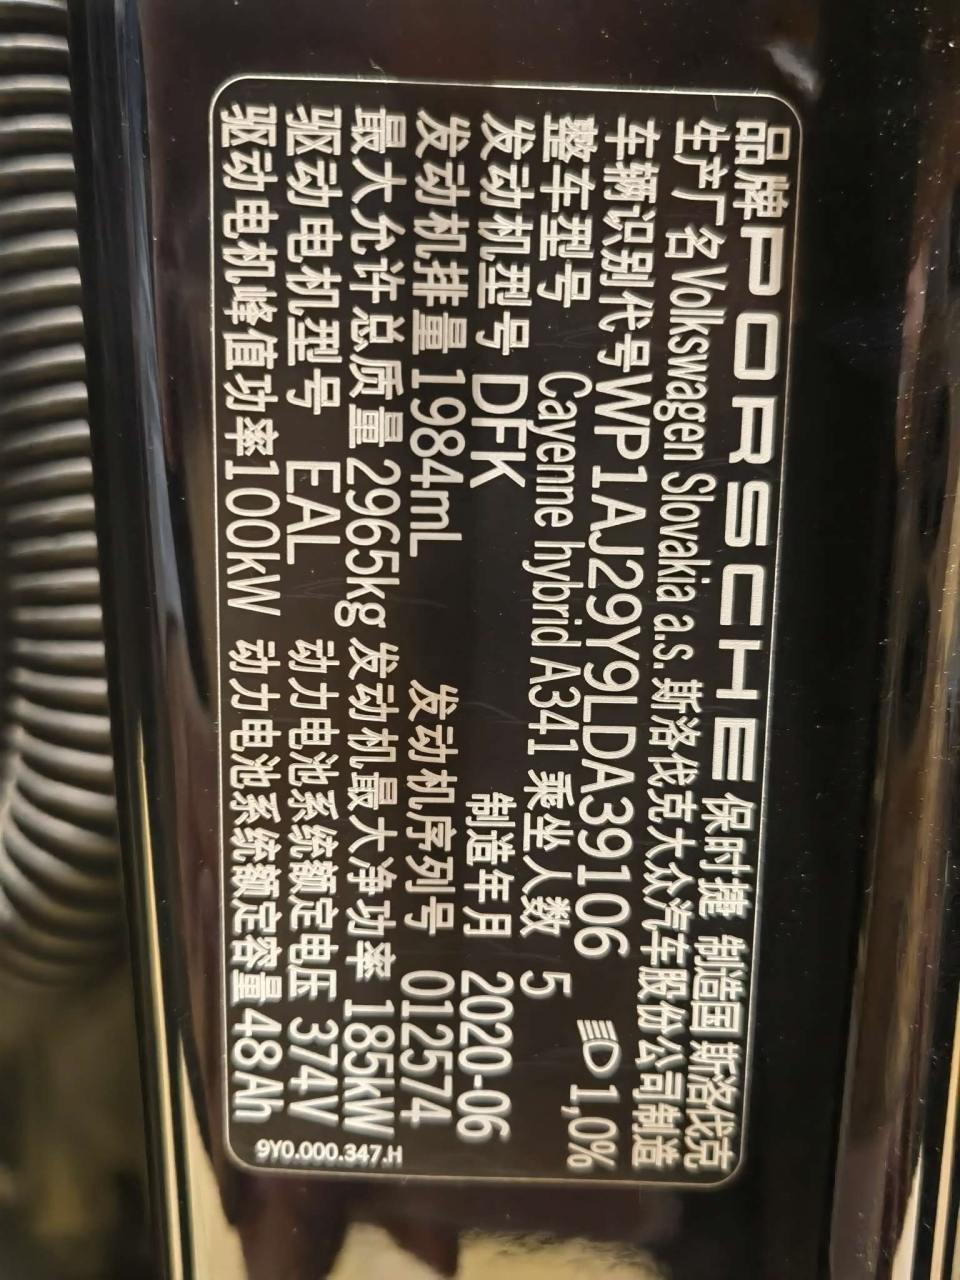 品牌 PORSCHE 保时捷 制造国 斯洛伐克
生产厂名 Volkswagen Slovakia a.s. 斯洛伐克大众汽车股份公司制造
车辆识别代号 WP1AJ29Y9LDA39106 1,0%
整车型号 Cayenne hybrid A341 乘坐人数 5
发动机型号 DFK 制造年月 2020-06
发动机排量 1984mL 发动机序列号 012574
最大允许总质量 2965kg 发动机最大净功率 185kW
驱动电机型号 EAL 动力电池系统额定电压 374V
驱动电机峰值功率 100kW 动力电池系统额定容量 48Ah
9Y0.000.347.H